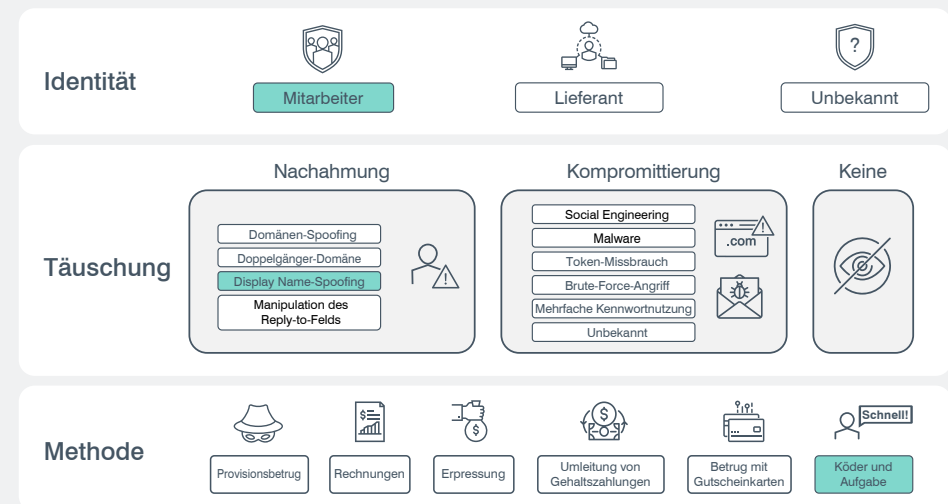 Identität
?
Mitarbeiter
Lieferant
Unbekannt
Täuschung
Nachahmung
Domänen-Spoofing
Doppelgänger-Domäne
Display Name-Spoofing
Manipulation des
Reply-to-Felds
!
Kompromittierung
Social Engineering
Malware
Token-Missbrauch
Brute-Force-Angriff
Mehrfache Kennwortnutzung
Unbekannt
!
.com
Keine
Methode
$
$
$
Schnell!
Provisionsbetrug
Rechnungen
Erpressung
Umleitung von
Gehaltszahlungen
Betrug mit
Gutscheinkarten
Köder und
Aufgabe